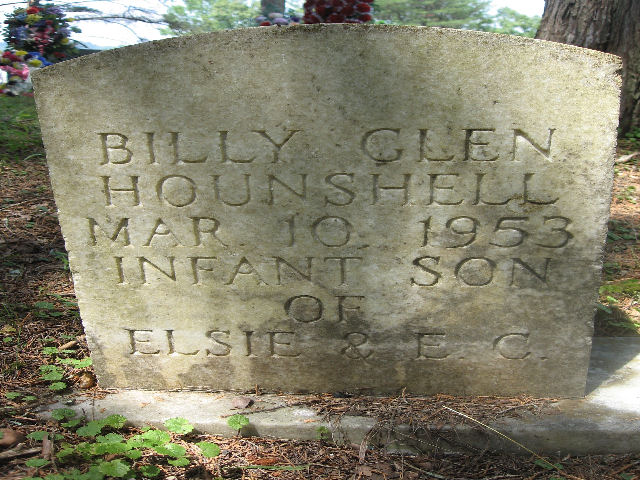 BILLY GLEN
HOUNSHELL
MAR 10. 1953
INFANT SON
OF
ELSIE & E. C.